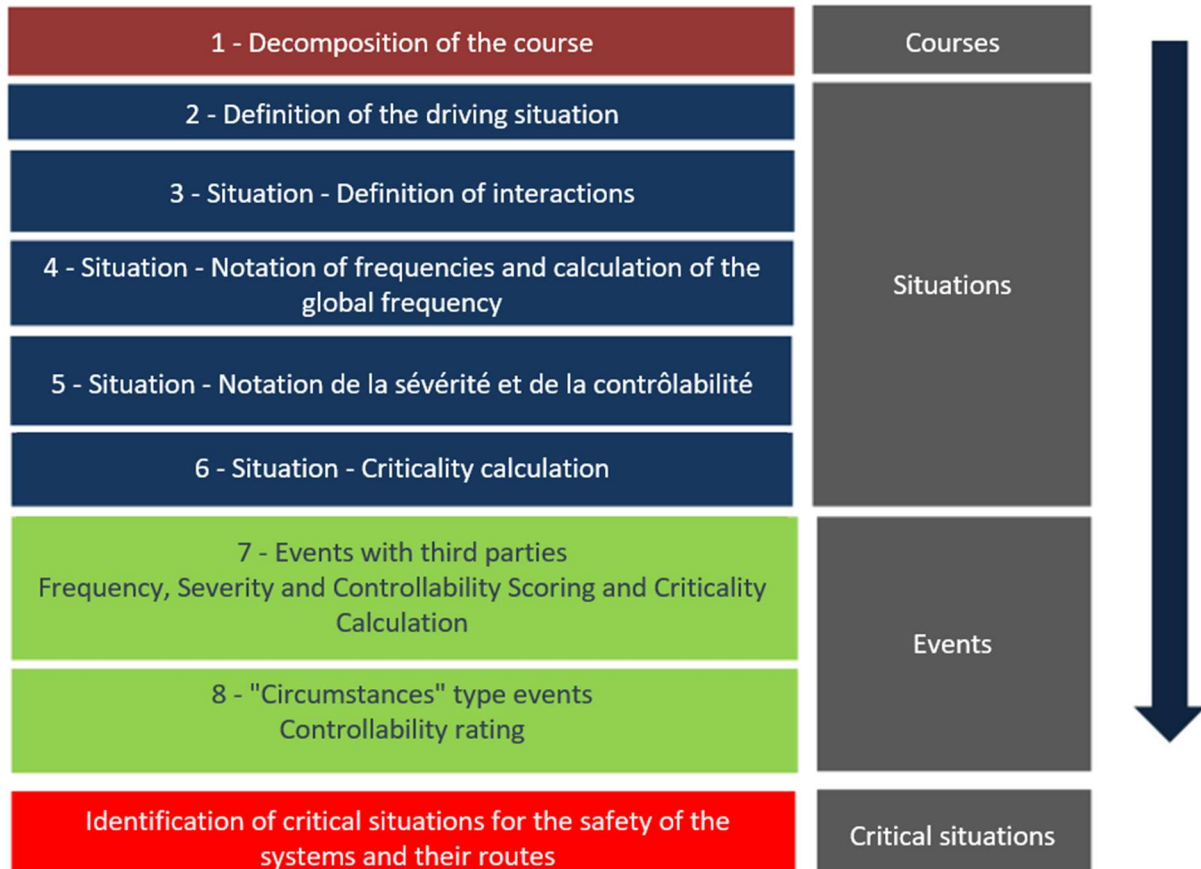 1 - Decomposition of the course
Courses
2 - Definition of the driving situation
3 - Situation - Definition of interactions
4 - Situation - Notation of frequencies and calculation of the
global frequency
5 - Situation - Notation de la sévérité et de la contrôlabilité
6 - Situation - Criticality calculation
Situations
7 - Events with third parties
Frequency, Severity and Controllability Scoring and Criticality
Calculation
8 - "Circumstances" type events
Controllability rating
Events
Identification of critical situations for the safety of the
systems and their routes
Critical situations